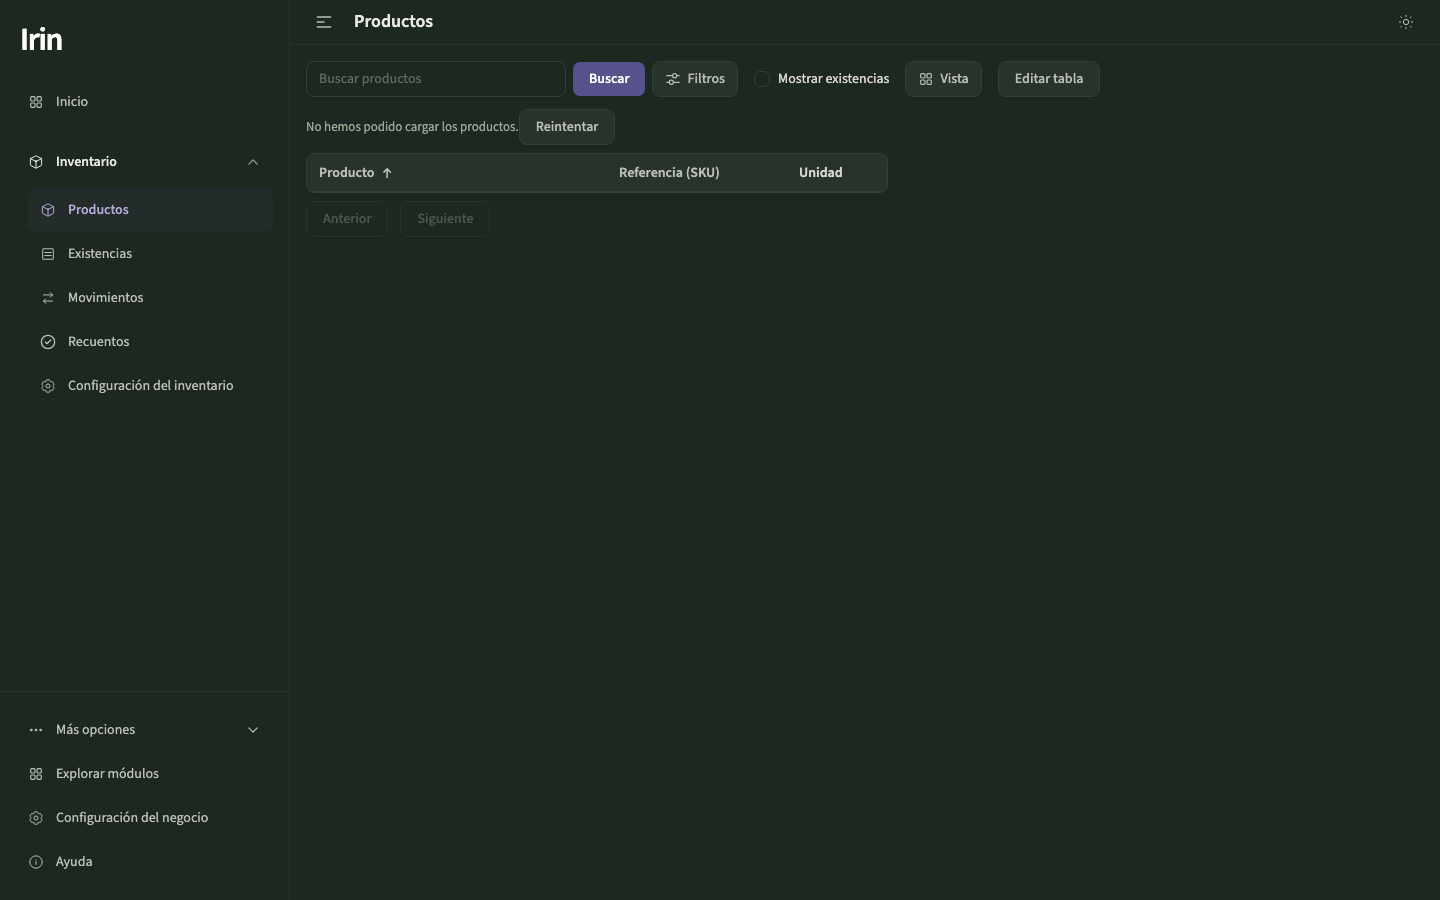 Irin
Productos
Inicio
Inventario
Productos
Existencias
Movimientos
Recuentos
Configuración del inventario
Más opciones
Explorar módulos
Configuración del negocio
Ayuda
Buscar productos Buscar Filtros Mostrar existencias Vista Editar tabla
No hemos podido cargar los productos. Reintentar
Producto Referencia (SKU) Unidad
Anterior Siguiente